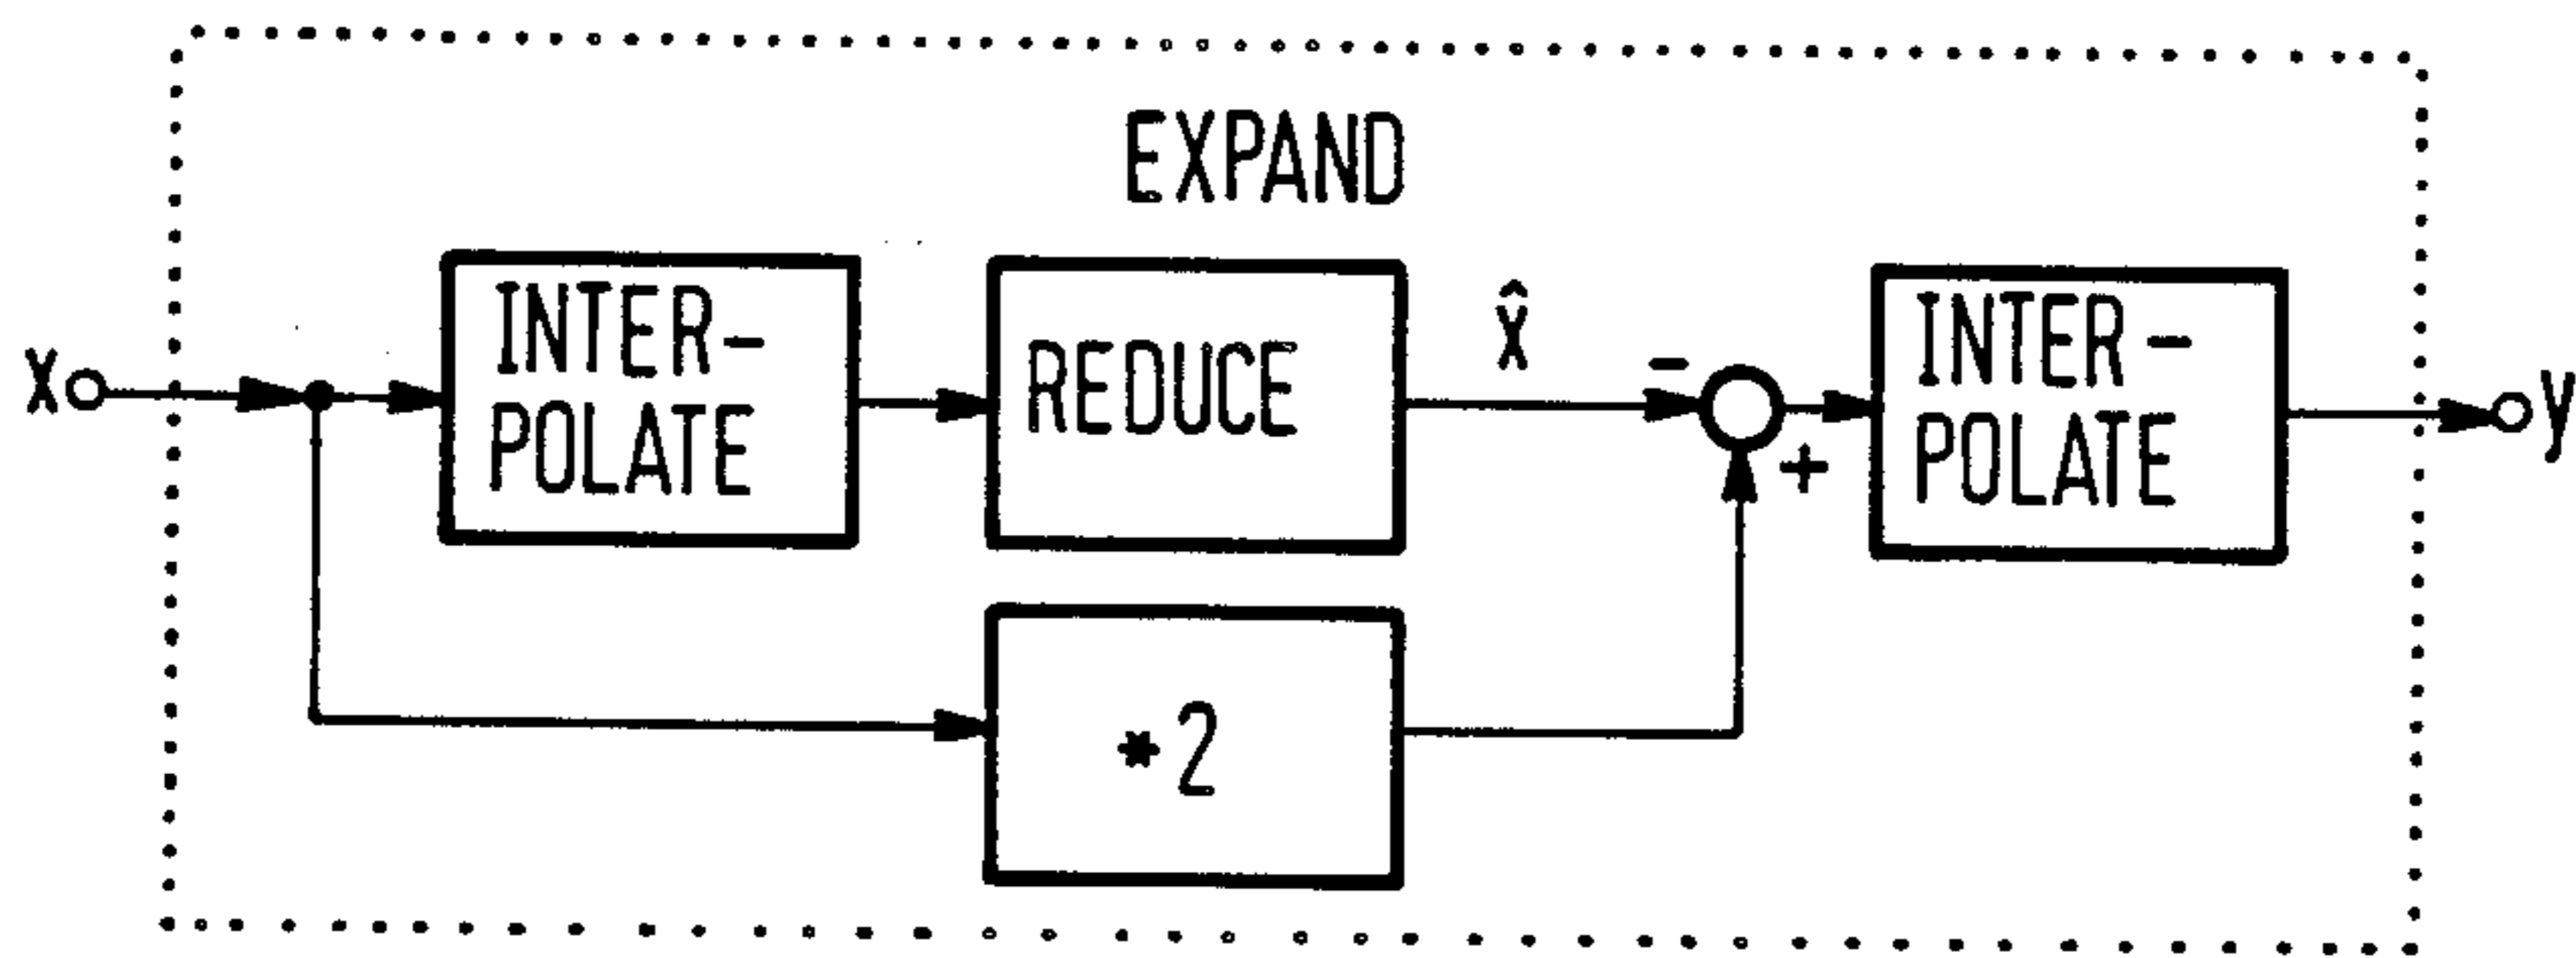 EXPAND
x
INTER-
POLATE
REDUCE
x̂
-
+
INTER-
POLATE
y
*2